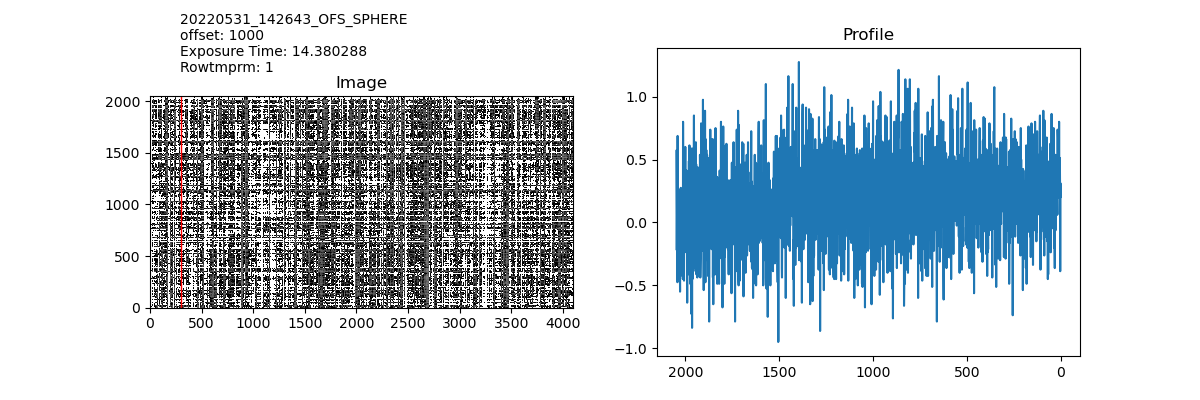 20220531_142643_OFS_SPHERE
offset: 1000
Exposure Time: 14.380288
Rowtmprm: 1
Image
2000
1500
1000
500
0
0 500 1000 1500 2000 2500 3000 3500 4000
Profile
1.0
0.5
0.0
−0.5
−1.0
2000 1500 1000 500 0